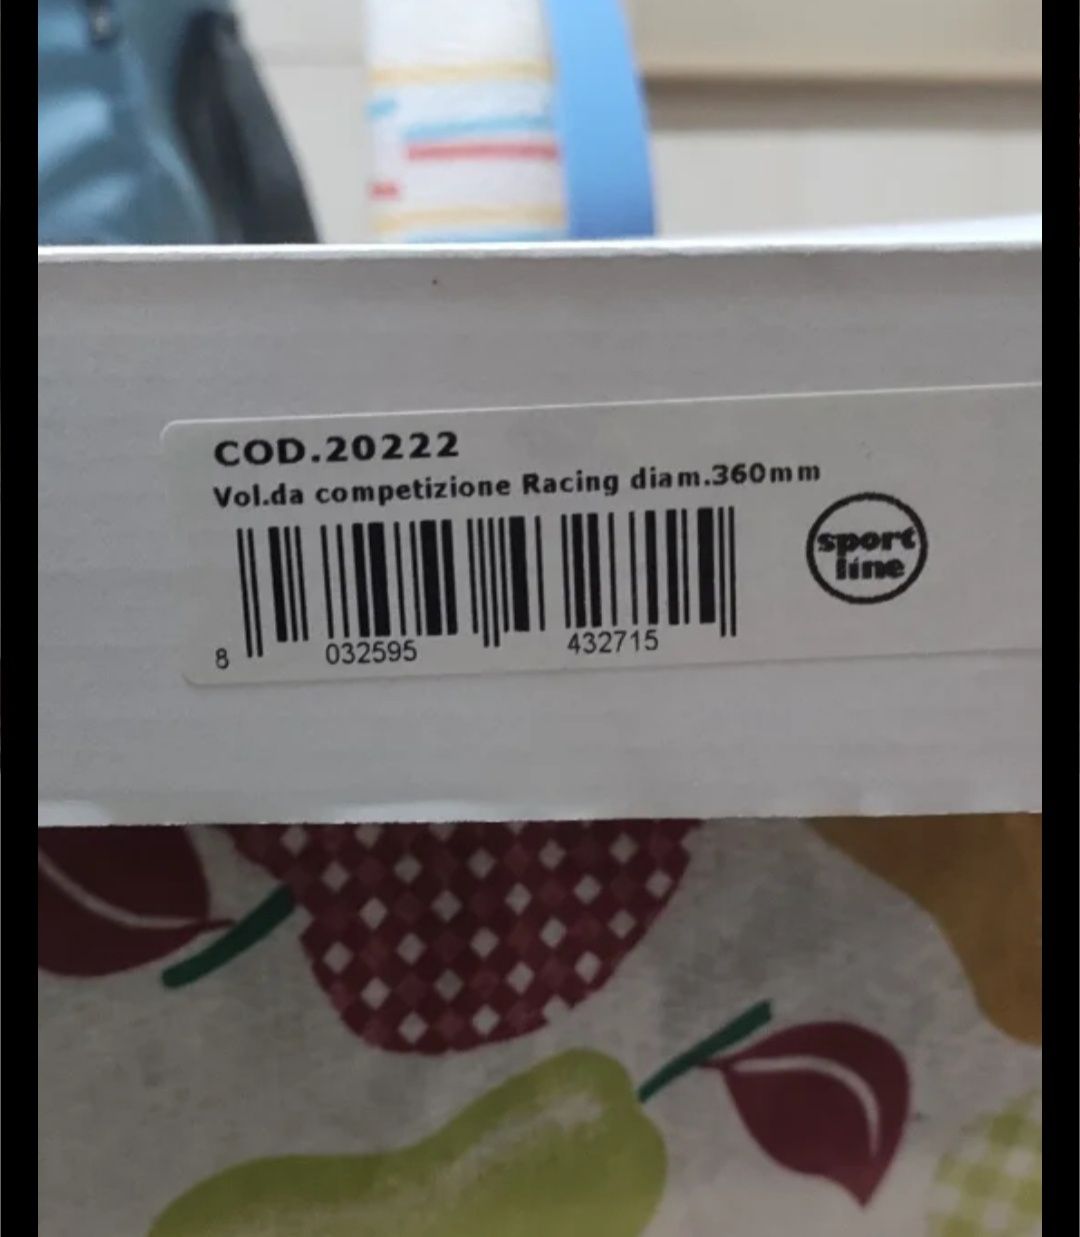 COD.20222
Vol.da competizione Racing diam.360mm
sport
line
8 032595 432715